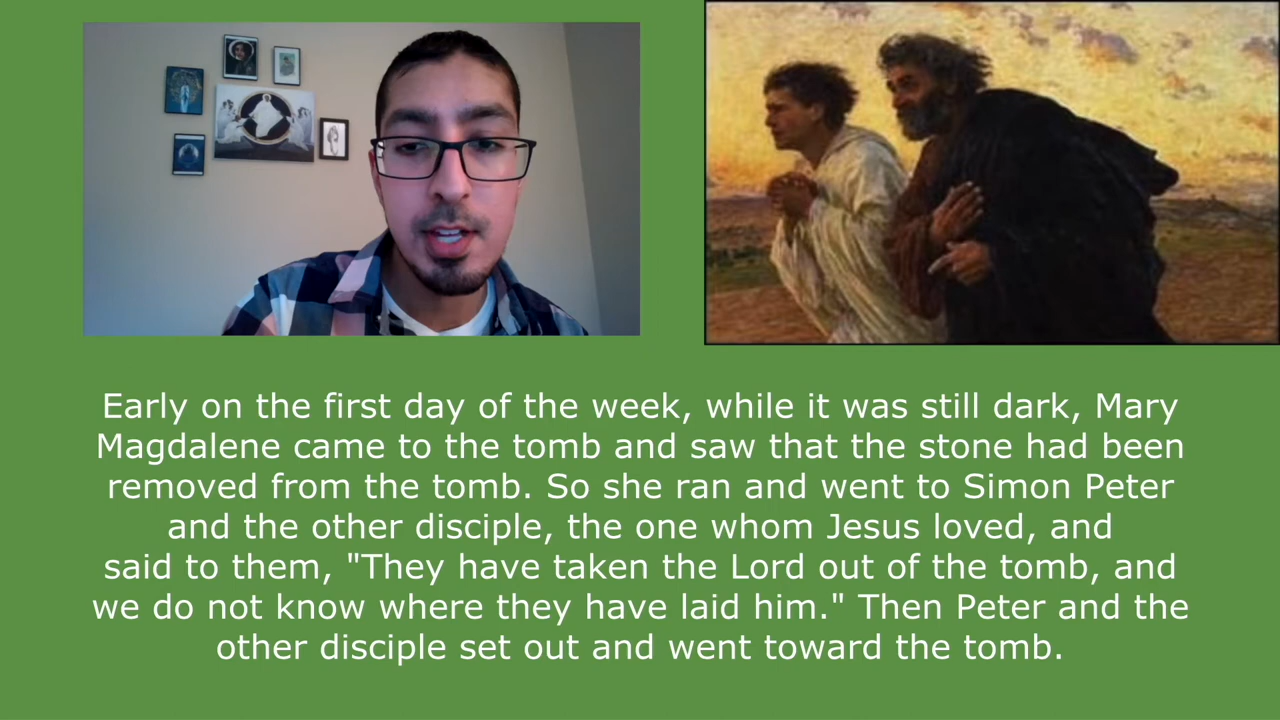 Early on the first day of the week, while it was still dark, Mary
Magdalene came to the tomb and saw that the stone had been
removed from the tomb. So she ran and went to Simon Peter
and the other disciple, the one whom Jesus loved, and
said to them, "They have taken the Lord out of the tomb, and
we do not know where they have laid him." Then Peter and the
other disciple set out and went toward the tomb.